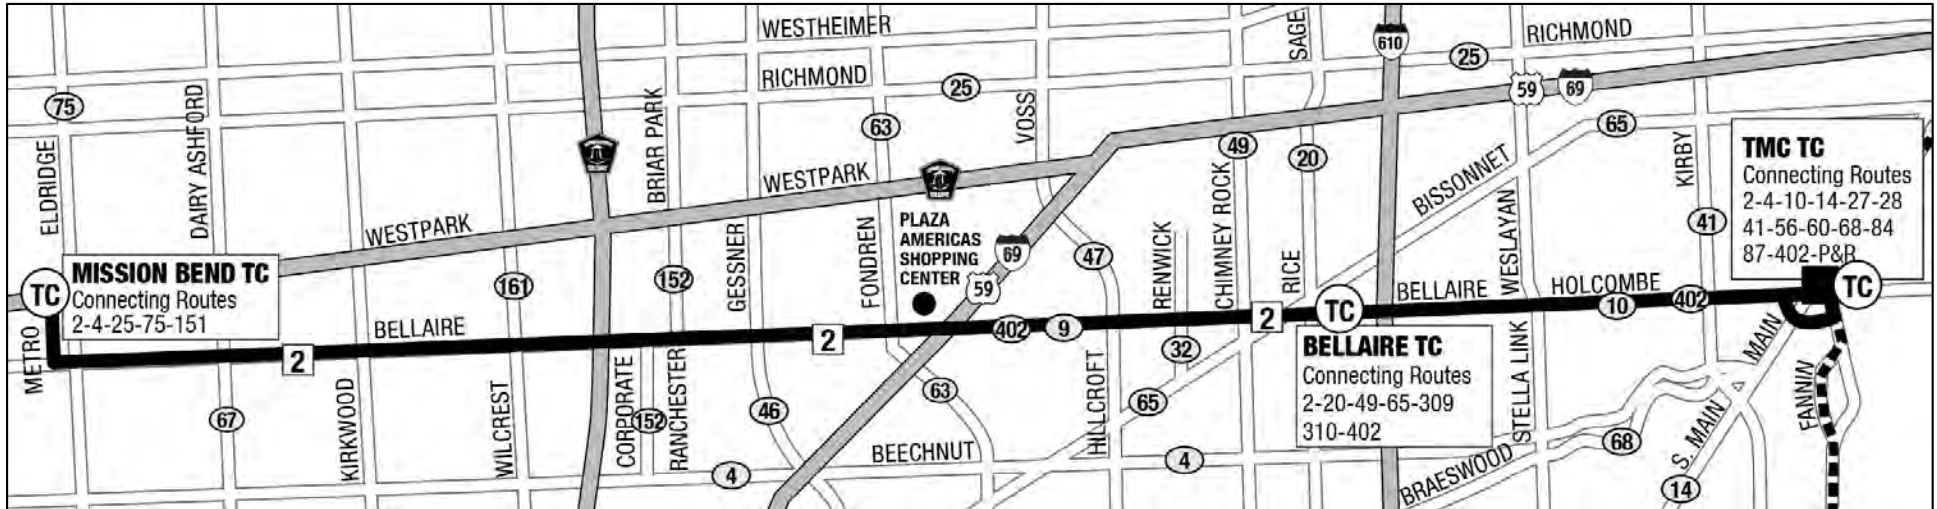 WESTHEIMER
SAGE
610
RICHMOND
25
RICHMOND
25
75
DAIRY ASHFORD
BRIAR PARK
63
VOSS
49
20
59
69
65
ELDRIDGE
WESTPARK
WESTPARK
GESSNER
FONDREN
PLAZA
AMERICAS
SHOPPING
CENTER
69
59
47
RENWICK
CHIMNEY ROCK
RICE
BISSONNET
WESLAYAN
KIRBY
41
TMC TC
Connecting Routes
2-4-10-14-27-28
41-56-60-68-84
87-402-P&R
TC
TC
MISSION BEND TC
Connecting Routes
2-4-25-75-151
161
152
METRO
BELLAIRE
2
2
402
9
2
TC
BELLAIRE
HOLCOMBE
10
402
BELLAIRE TC
Connecting Routes
2-20-49-65-309
310-402
32
KIRKWOOD
WILCREST
CORPORATE
RANCHESTER
67
152
46
63
HILLCROFT
65
STELLA LINK
MAIN
S. MAIN
FANNIN
4
BEECHNUT
4
BRAESWOOD
68
14